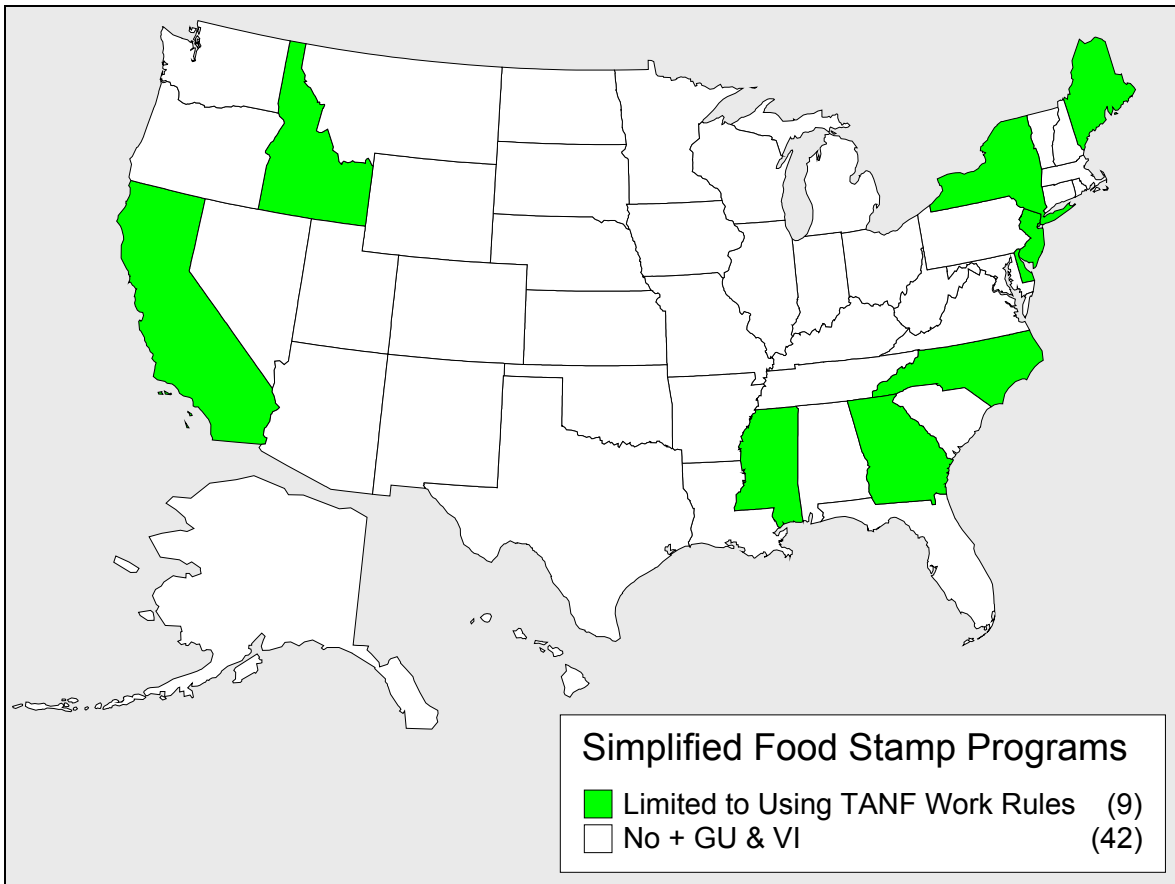 Simplified Food Stamp Programs
Limited to Using TANF Work Rules (9)
No + GU & VI (42)